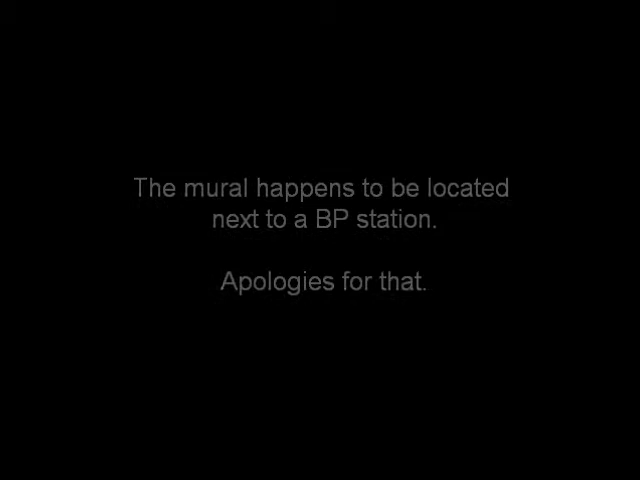 The mural happens to be located
next to a BP station.
Apologies for that.